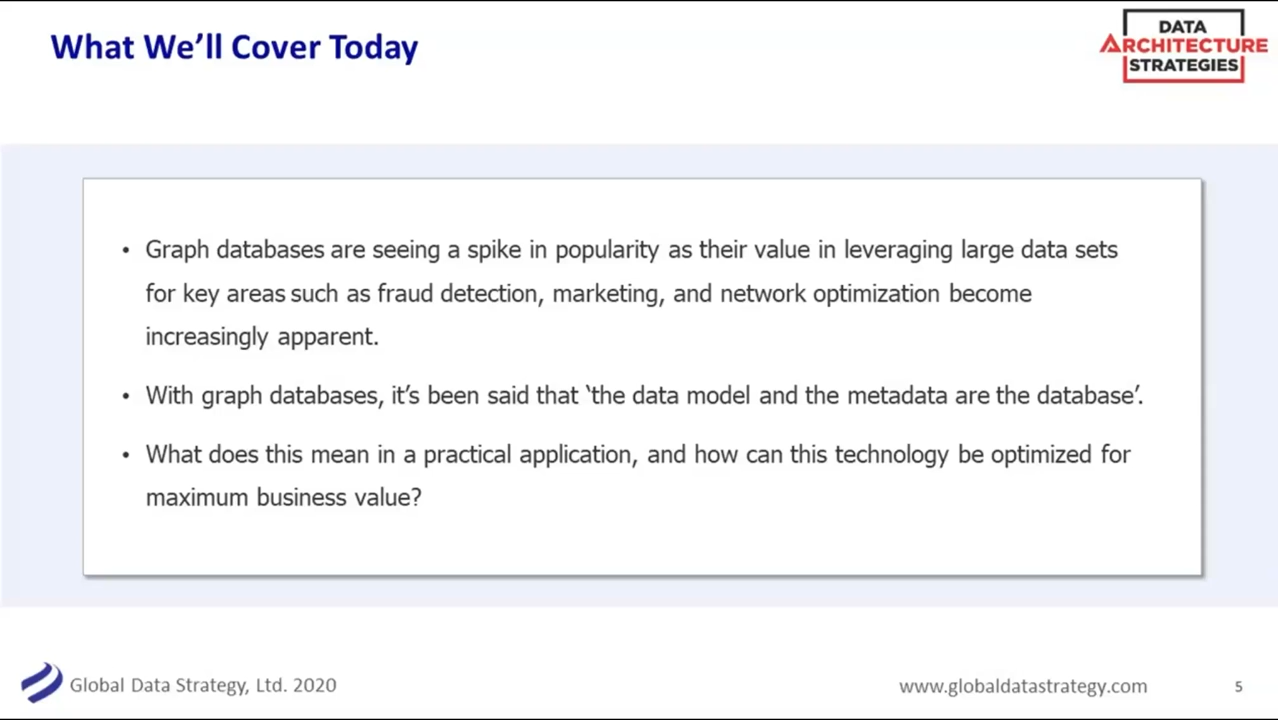 What We’ll Cover Today
DATA
ARCHITECTURE
STRATEGIES
• Graph databases are seeing a spike in popularity as their value in leveraging large data sets
for key areas such as fraud detection, marketing, and network optimization become
increasingly apparent.
• With graph databases, it’s been said that ‘the data model and the metadata are the database’.
• What does this mean in a practical application, and how can this technology be optimized for
maximum business value?
Global Data Strategy, Ltd. 2020
www.globaldatastrategy.com
5